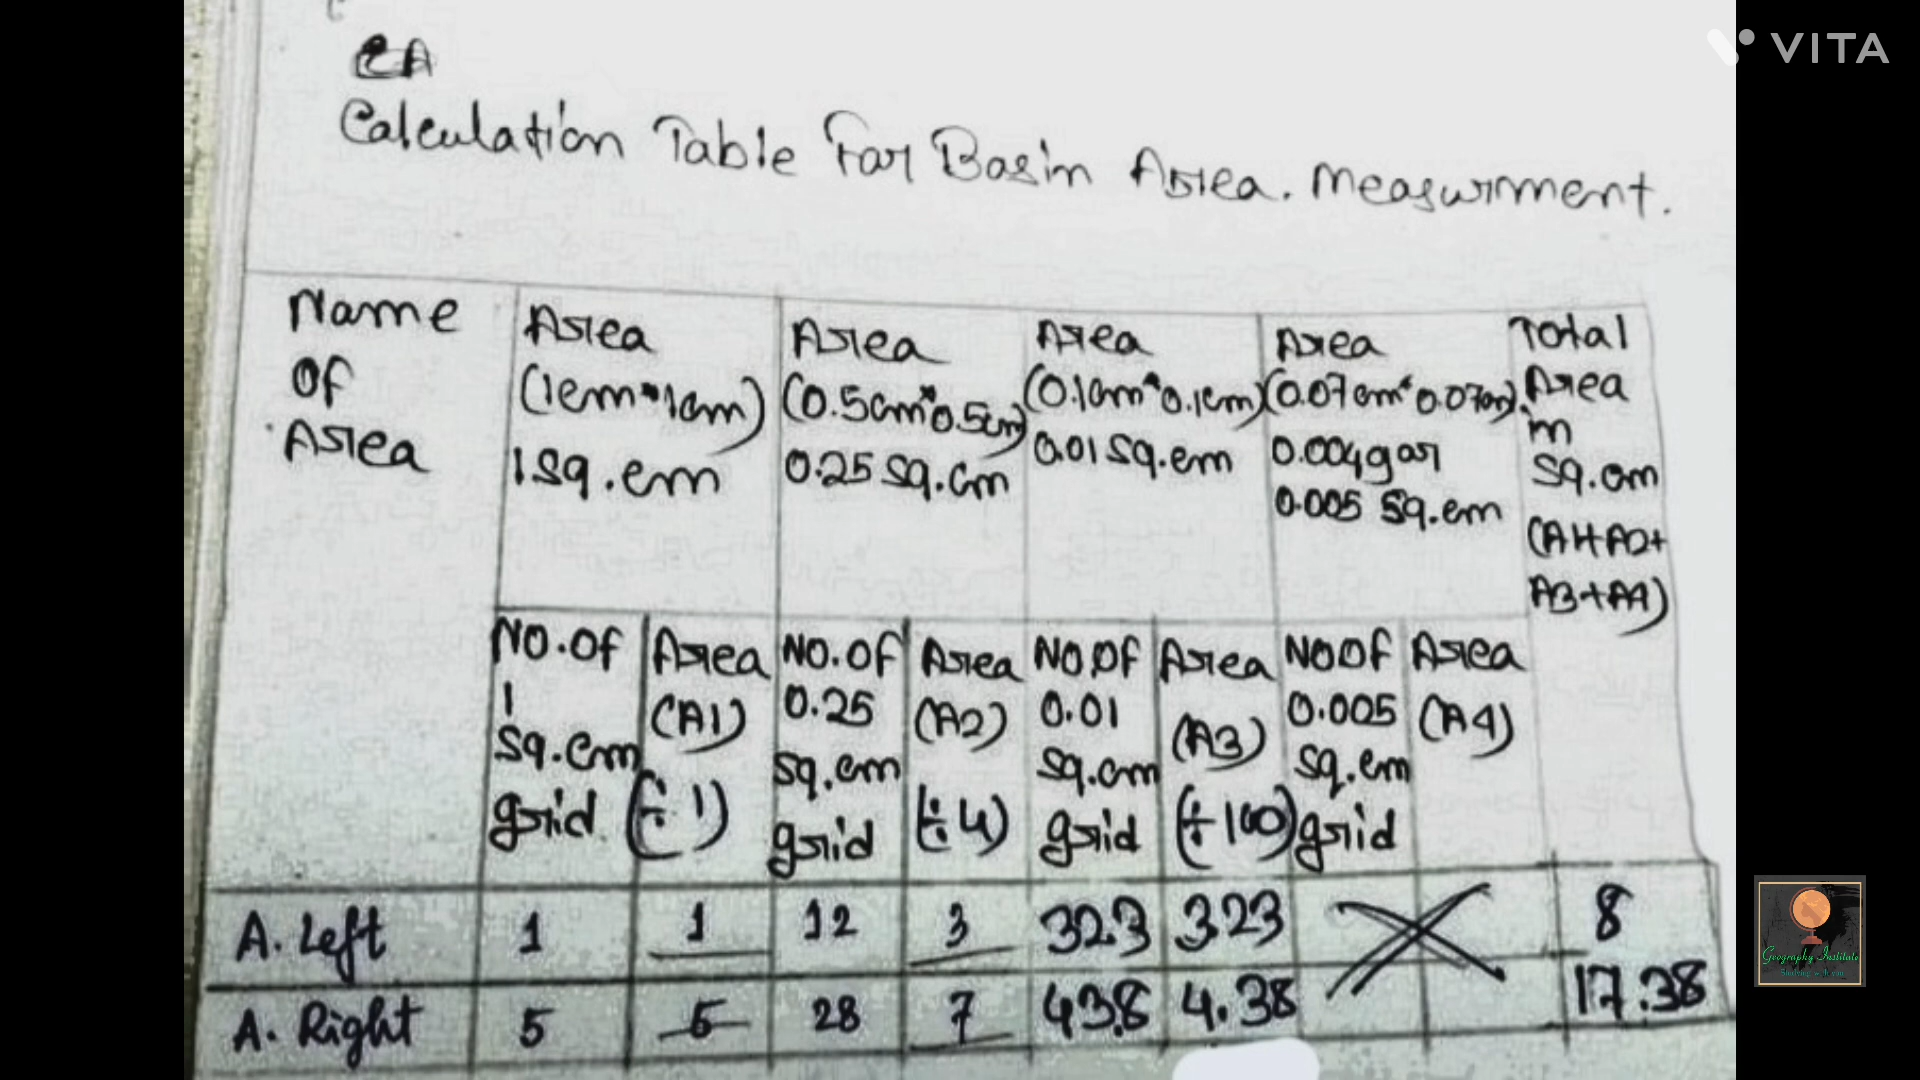 VITA
CA
Calculation Table For Basin Area. Measurment.
Name Of Area
Area (1cm*1cm) 1sq.cm
Area (0.5cm*0.5cm) 0.25 sq.cm
Area (0.1cm*0.1cm) 0.01 sq.cm
Area (0.07cm*0.07cm) 0.0049 or 0.005 sq.cm
Total Area in sq.cm (A1+A2+A3+A4)
NO.of 1 sq.cm grid
Area (A1) (÷1)
NO.of 0.25 sq.cm grid
Area (A2) (÷4)
NO.of 0.01 sq.cm grid
Area (A3) (÷100)
NO of 0.005 sq.cm grid
Area (A4)
A. Left 1 1 12 3 323 323 8
A. Right 5 5 28 7 438 4.38 17.38
Geography Institute